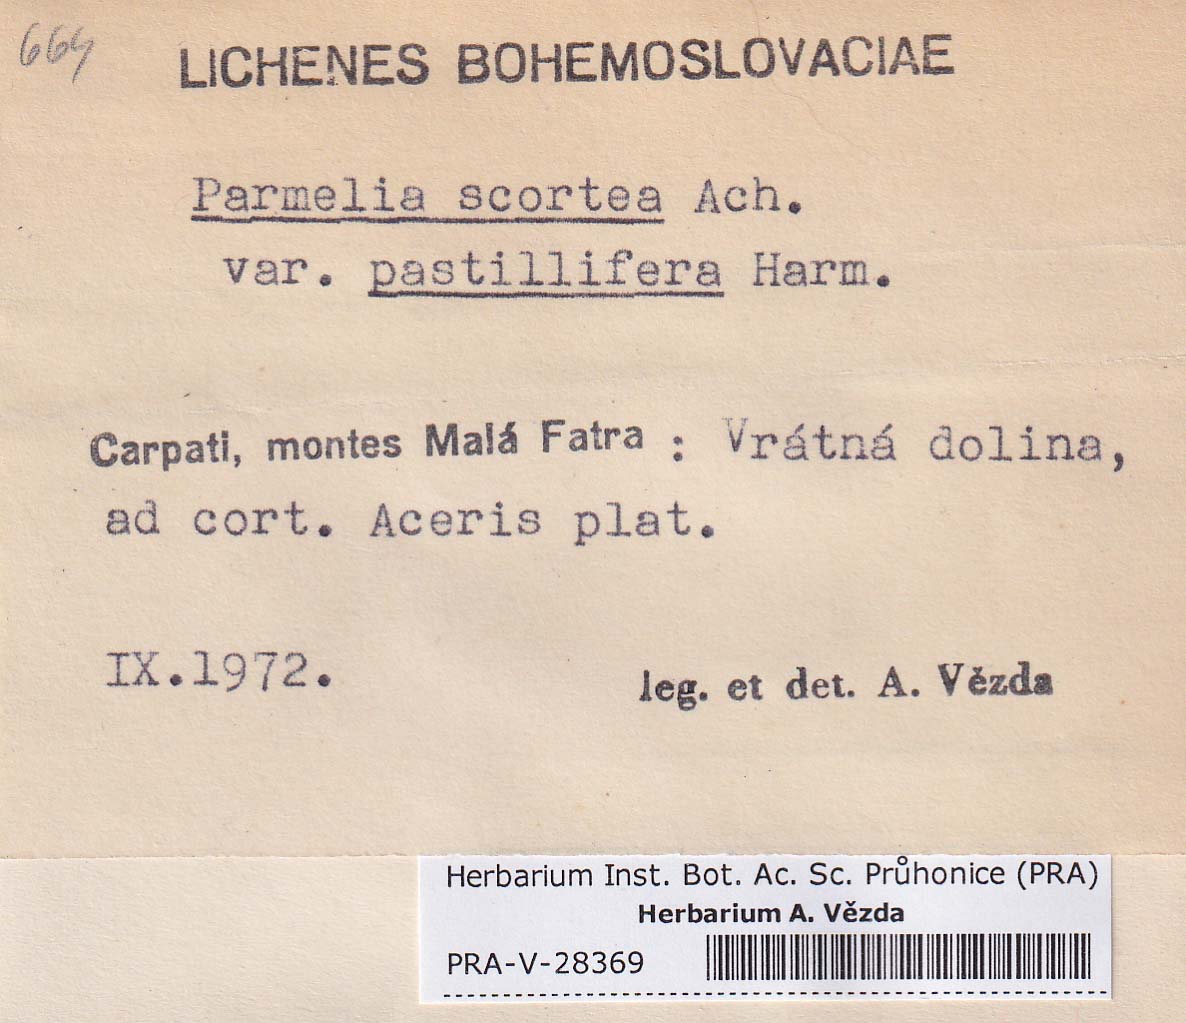 664
LICHENES BOHEMOSLOVACIAE
Parmelia scortea Ach.
var. pastillifera Harm.
Carpati, montes Malá Fatra : Vrátná dolina,
ad cort. Aceris plat.
IX.1972.
leg. et det. A. Vězda
Herbarium Inst. Bot. Ac. Sc. Průhonice (PRA)
Herbarium A. Vězda
PRA-V-28369